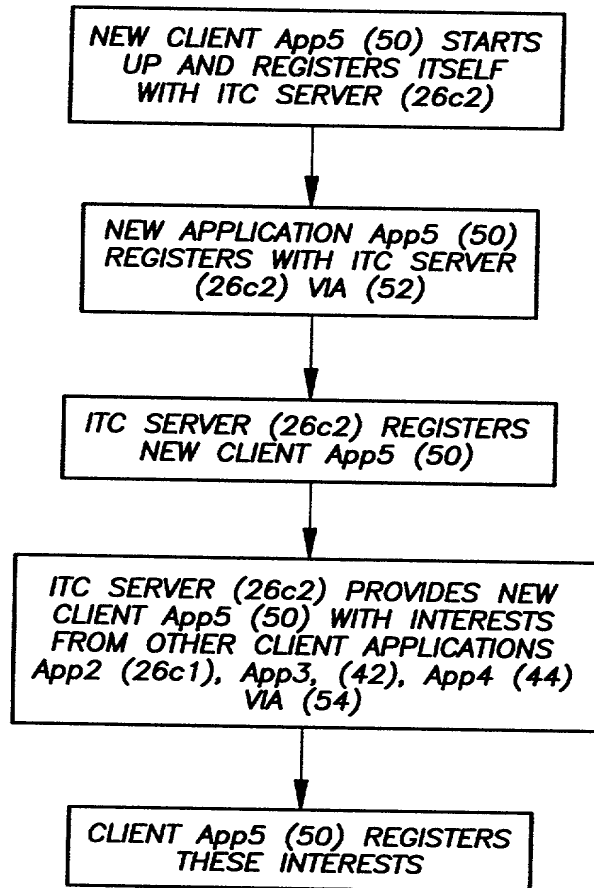 NEW CLIENT App5 (50) STARTS
UP AND REGISTERS ITSELF
WITH ITC SERVER (26c2)
NEW APPLICATION App5 (50)
REGISTERS WITH ITC SERVER
(26c2) VIA (52)
ITC SERVER (26c2) REGISTERS
NEW CLIENT App5 (50)
ITC SERVER (26c2) PROVIDES NEW
CLIENT App5 (50) WITH INTERESTS
FROM OTHER CLIENT APPLICATIONS
App2 (26c1), App3, (42), App4 (44)
VIA (54)
CLIENT App5 (50) REGISTERS
THESE INTERESTS